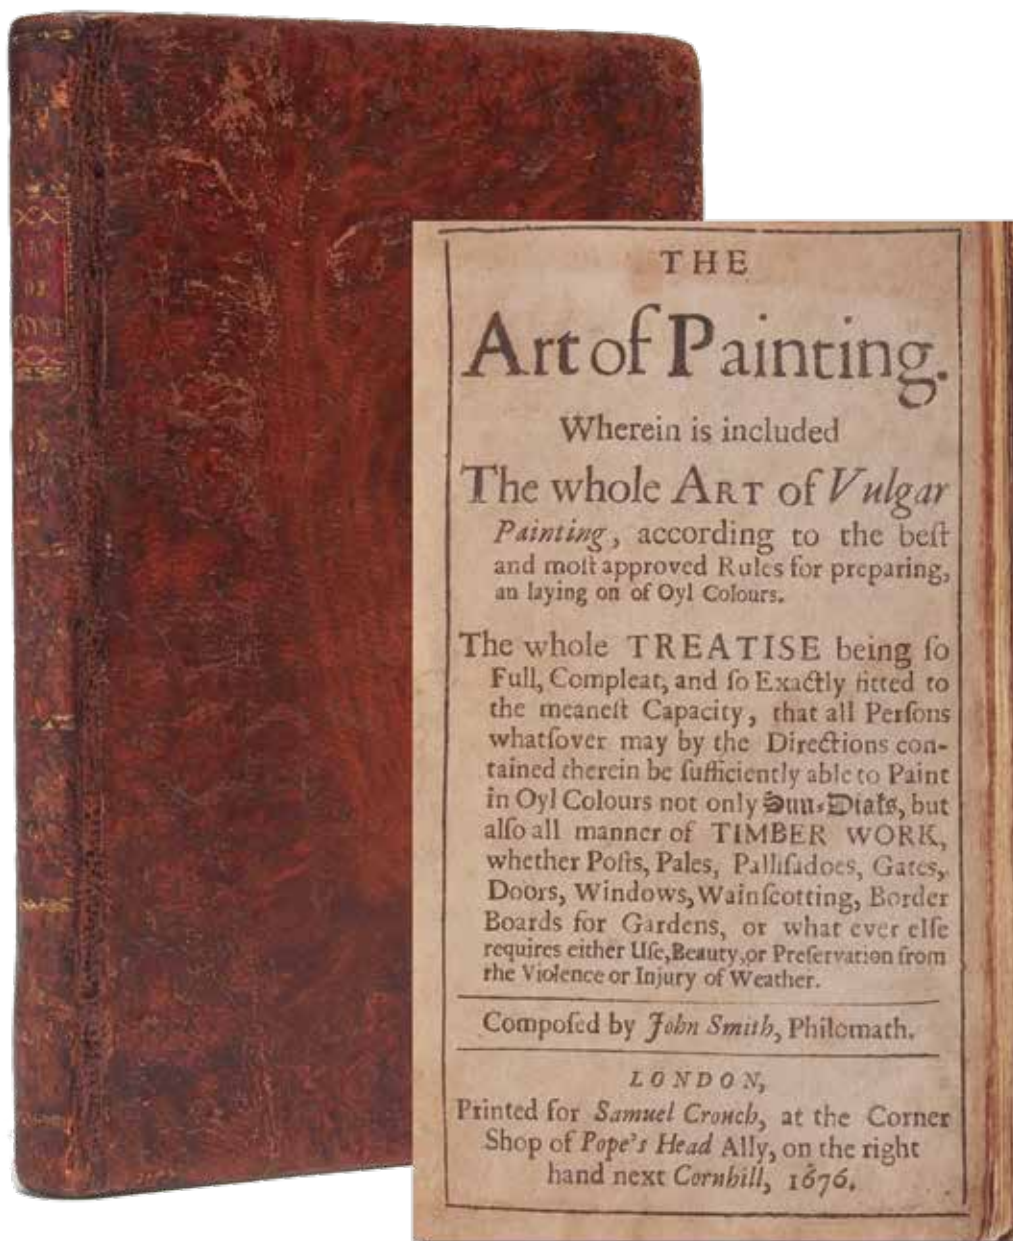 THE
Art of Painting.
Wherein is included
The whole ART of Vulgar
Painting, according to the beſt
and moſt approved Rules for preparing,
an laying on of Oyl Colours.
The whole TREATISE being ſo
Full, Compleat, and ſo Exactly fitted to
the meaneſt Capacity, that all Perſons
whatſover may by the Directions con-
tained therein be ſufficiently able to Paint
in Oyl Colours not only Sun-Dials, but
alſo all manner of TIMBER WORK,
whether Poſts, Pales, Palliſadoes, Gates,
Doors, Windows, Wainſcotting, Border
Boards for Gardens, or what ever elſe
requires either Uſe, Beauty, or Preſervation from
the Violence or Injury of Weather.
Compoſed by John Smith, Philomath.
LONDON,
Printed for Samuel Crouch, at the Corner
Shop of Pope's Head Ally, on the right
hand next Cornhill, 1676.